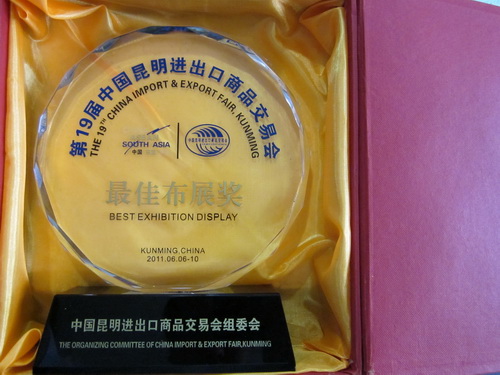 第19届中国昆明进出口商品交易会
THE 19TH CHINA IMPORT & EXPORT FAIR, KUNMING
SOUTH ASIA
中国
最佳布展奖
BEST EXHIBITION DISPLAY
KUNMING,CHINA
2011.06.06-10
中国昆明进出口商品交易会组委会
THE ORGANIZING COMMITTEE OF CHINA IMPORT & EXPORT FAIR,KUNMING